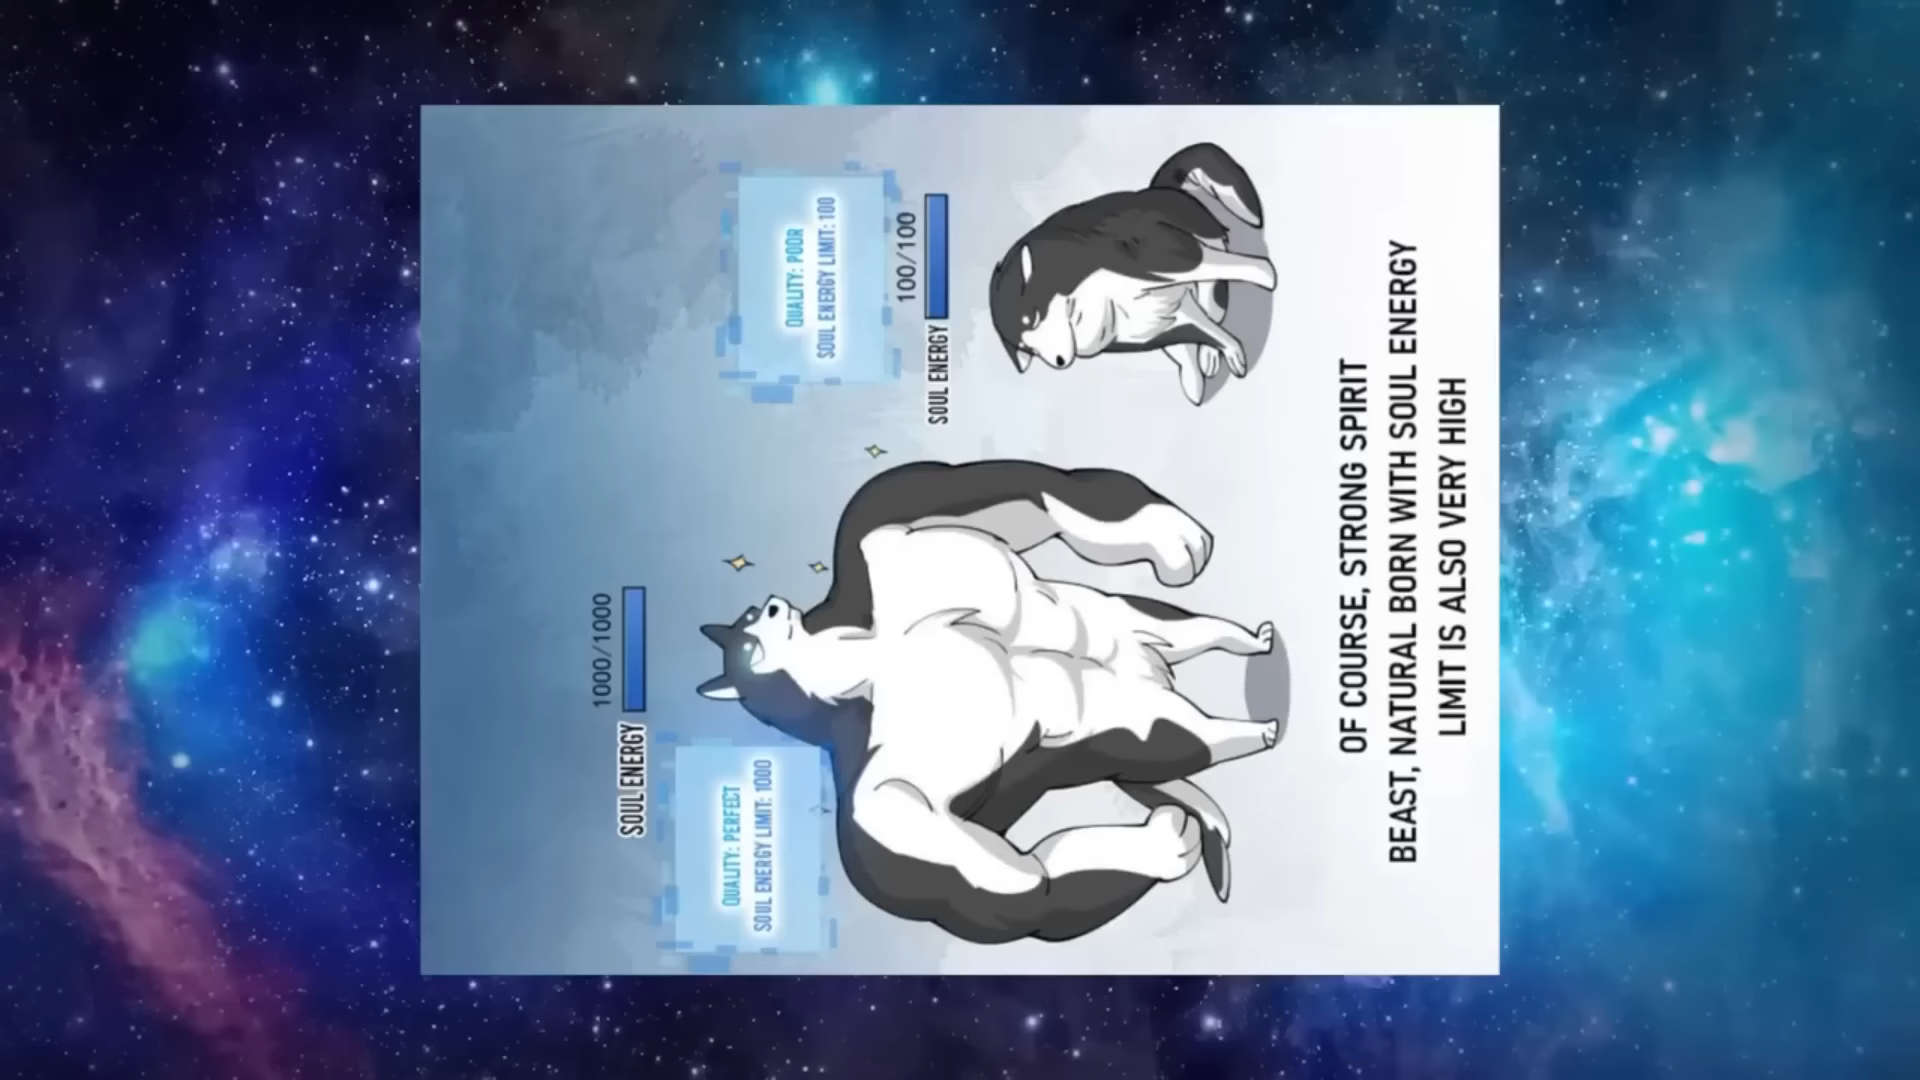 SOUL ENERGY 1000/1000
QUALITY: PERFECT
SOUL ENERGY LIMIT: 1000
QUALITY: POOR
SOUL ENERGY LIMIT: 100
SOUL ENERGY 100/100
OF COURSE, STRONG SPIRIT
BEAST, NATURAL BORN WITH SOUL ENERGY
LIMIT IS ALSO VERY HIGH